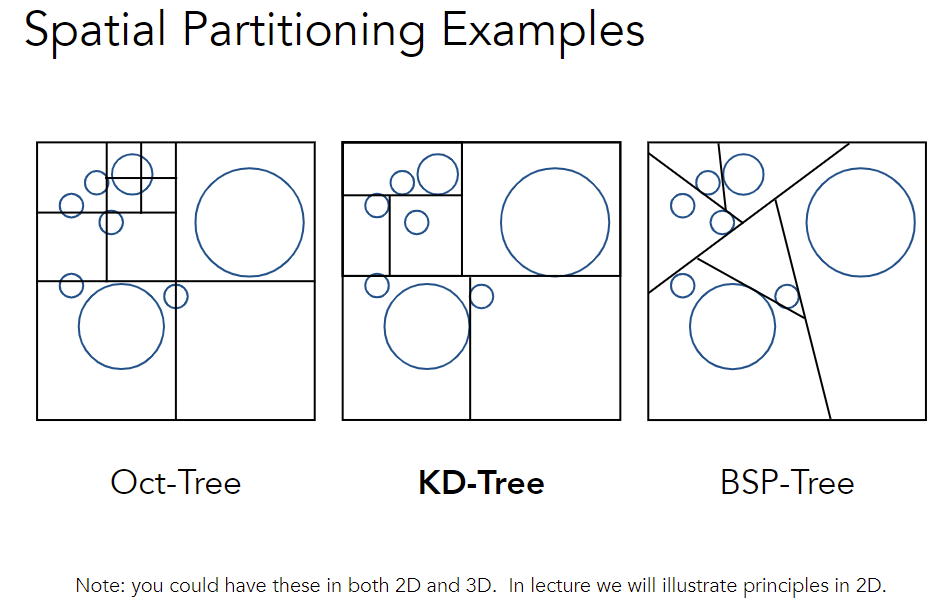 Spatial Partitioning Examples
Oct-Tree
KD-Tree
BSP-Tree
Note: you could have these in both 2D and 3D. In lecture we will illustrate principles in 2D.